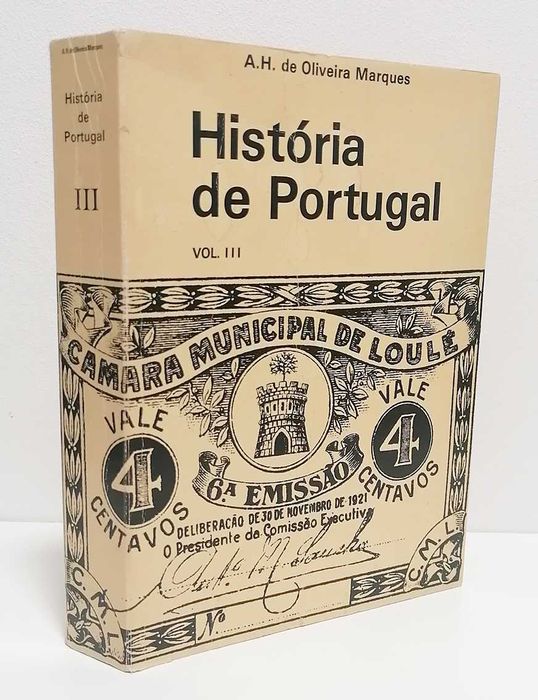 A.H. de Oliveira Marques
História
de
Portugal
III
A.H. de Oliveira Marques
História
de Portugal
VOL. III
CAMARA MUNICIPAL DE LOULÉ
VALE
4
CENTAVOS
VALE
4
CENTAVOS
6ª EMISSÃO
DELIBERAÇÃO DE 30 DE NOVEMBRO DE 1921
O Presidente da Comissão Executiva
Nº
C.M.L.
C.M.L.